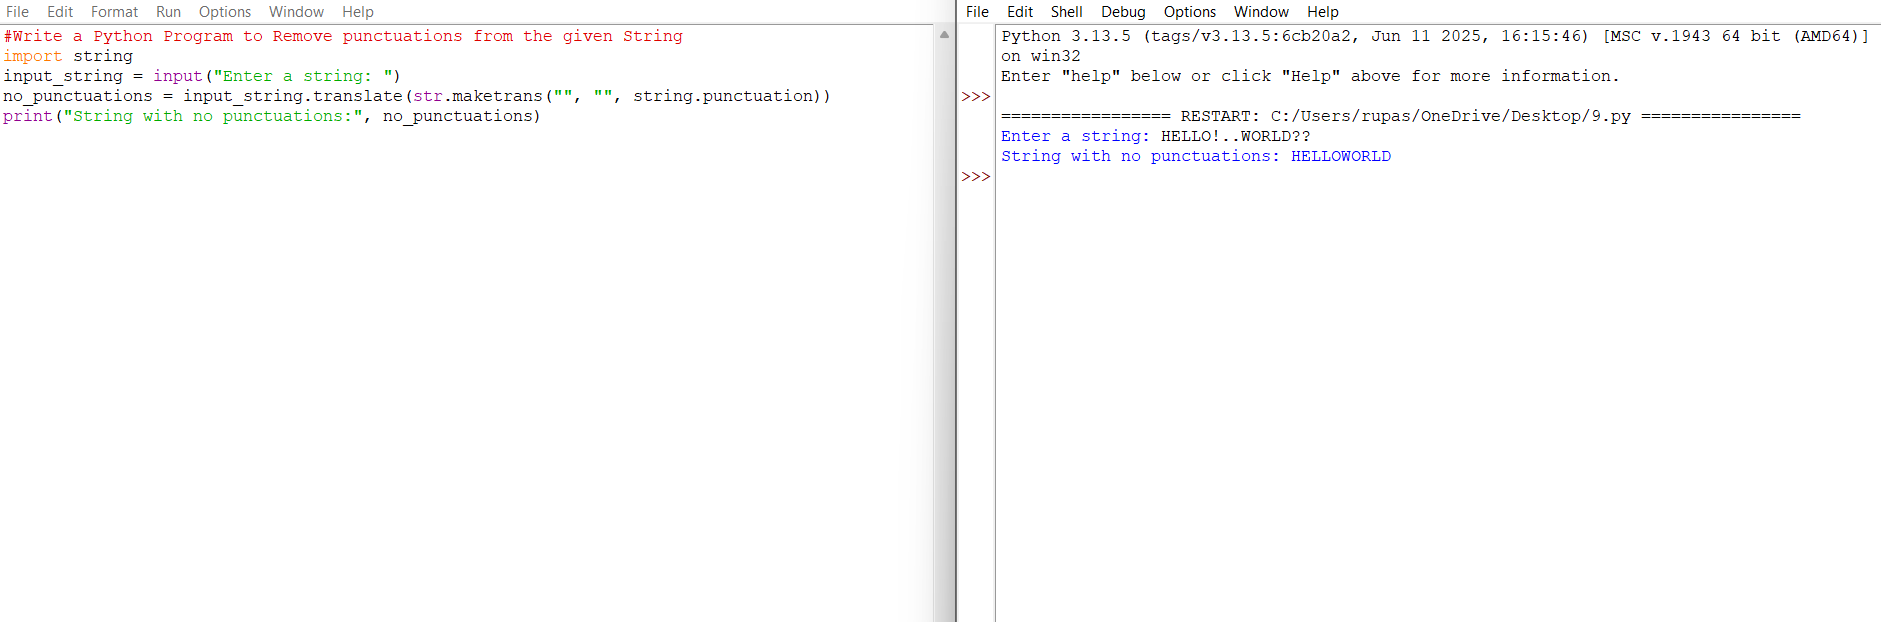 File Edit Format Run Options Window Help
#Write a Python Program to Remove punctuations from the given String
import string
input_string = input("Enter a string: ")
no_punctuations = input_string.translate(str.maketrans("", "", string.punctuation))
print("String with no punctuations:", no_punctuations)
File Edit Shell Debug Options Window Help
Python 3.13.5 (tags/v3.13.5:6cb20a2, Jun 11 2025, 16:15:46) [MSC v.1943 64 bit (AMD64)]
on win32
Enter "help" below or click "Help" above for more information.
>>>
================= RESTART: C:/Users/rupas/OneDrive/Desktop/9.py ================
Enter a string: HELLO!..WORLD??
String with no punctuations: HELLOWORLD
>>>